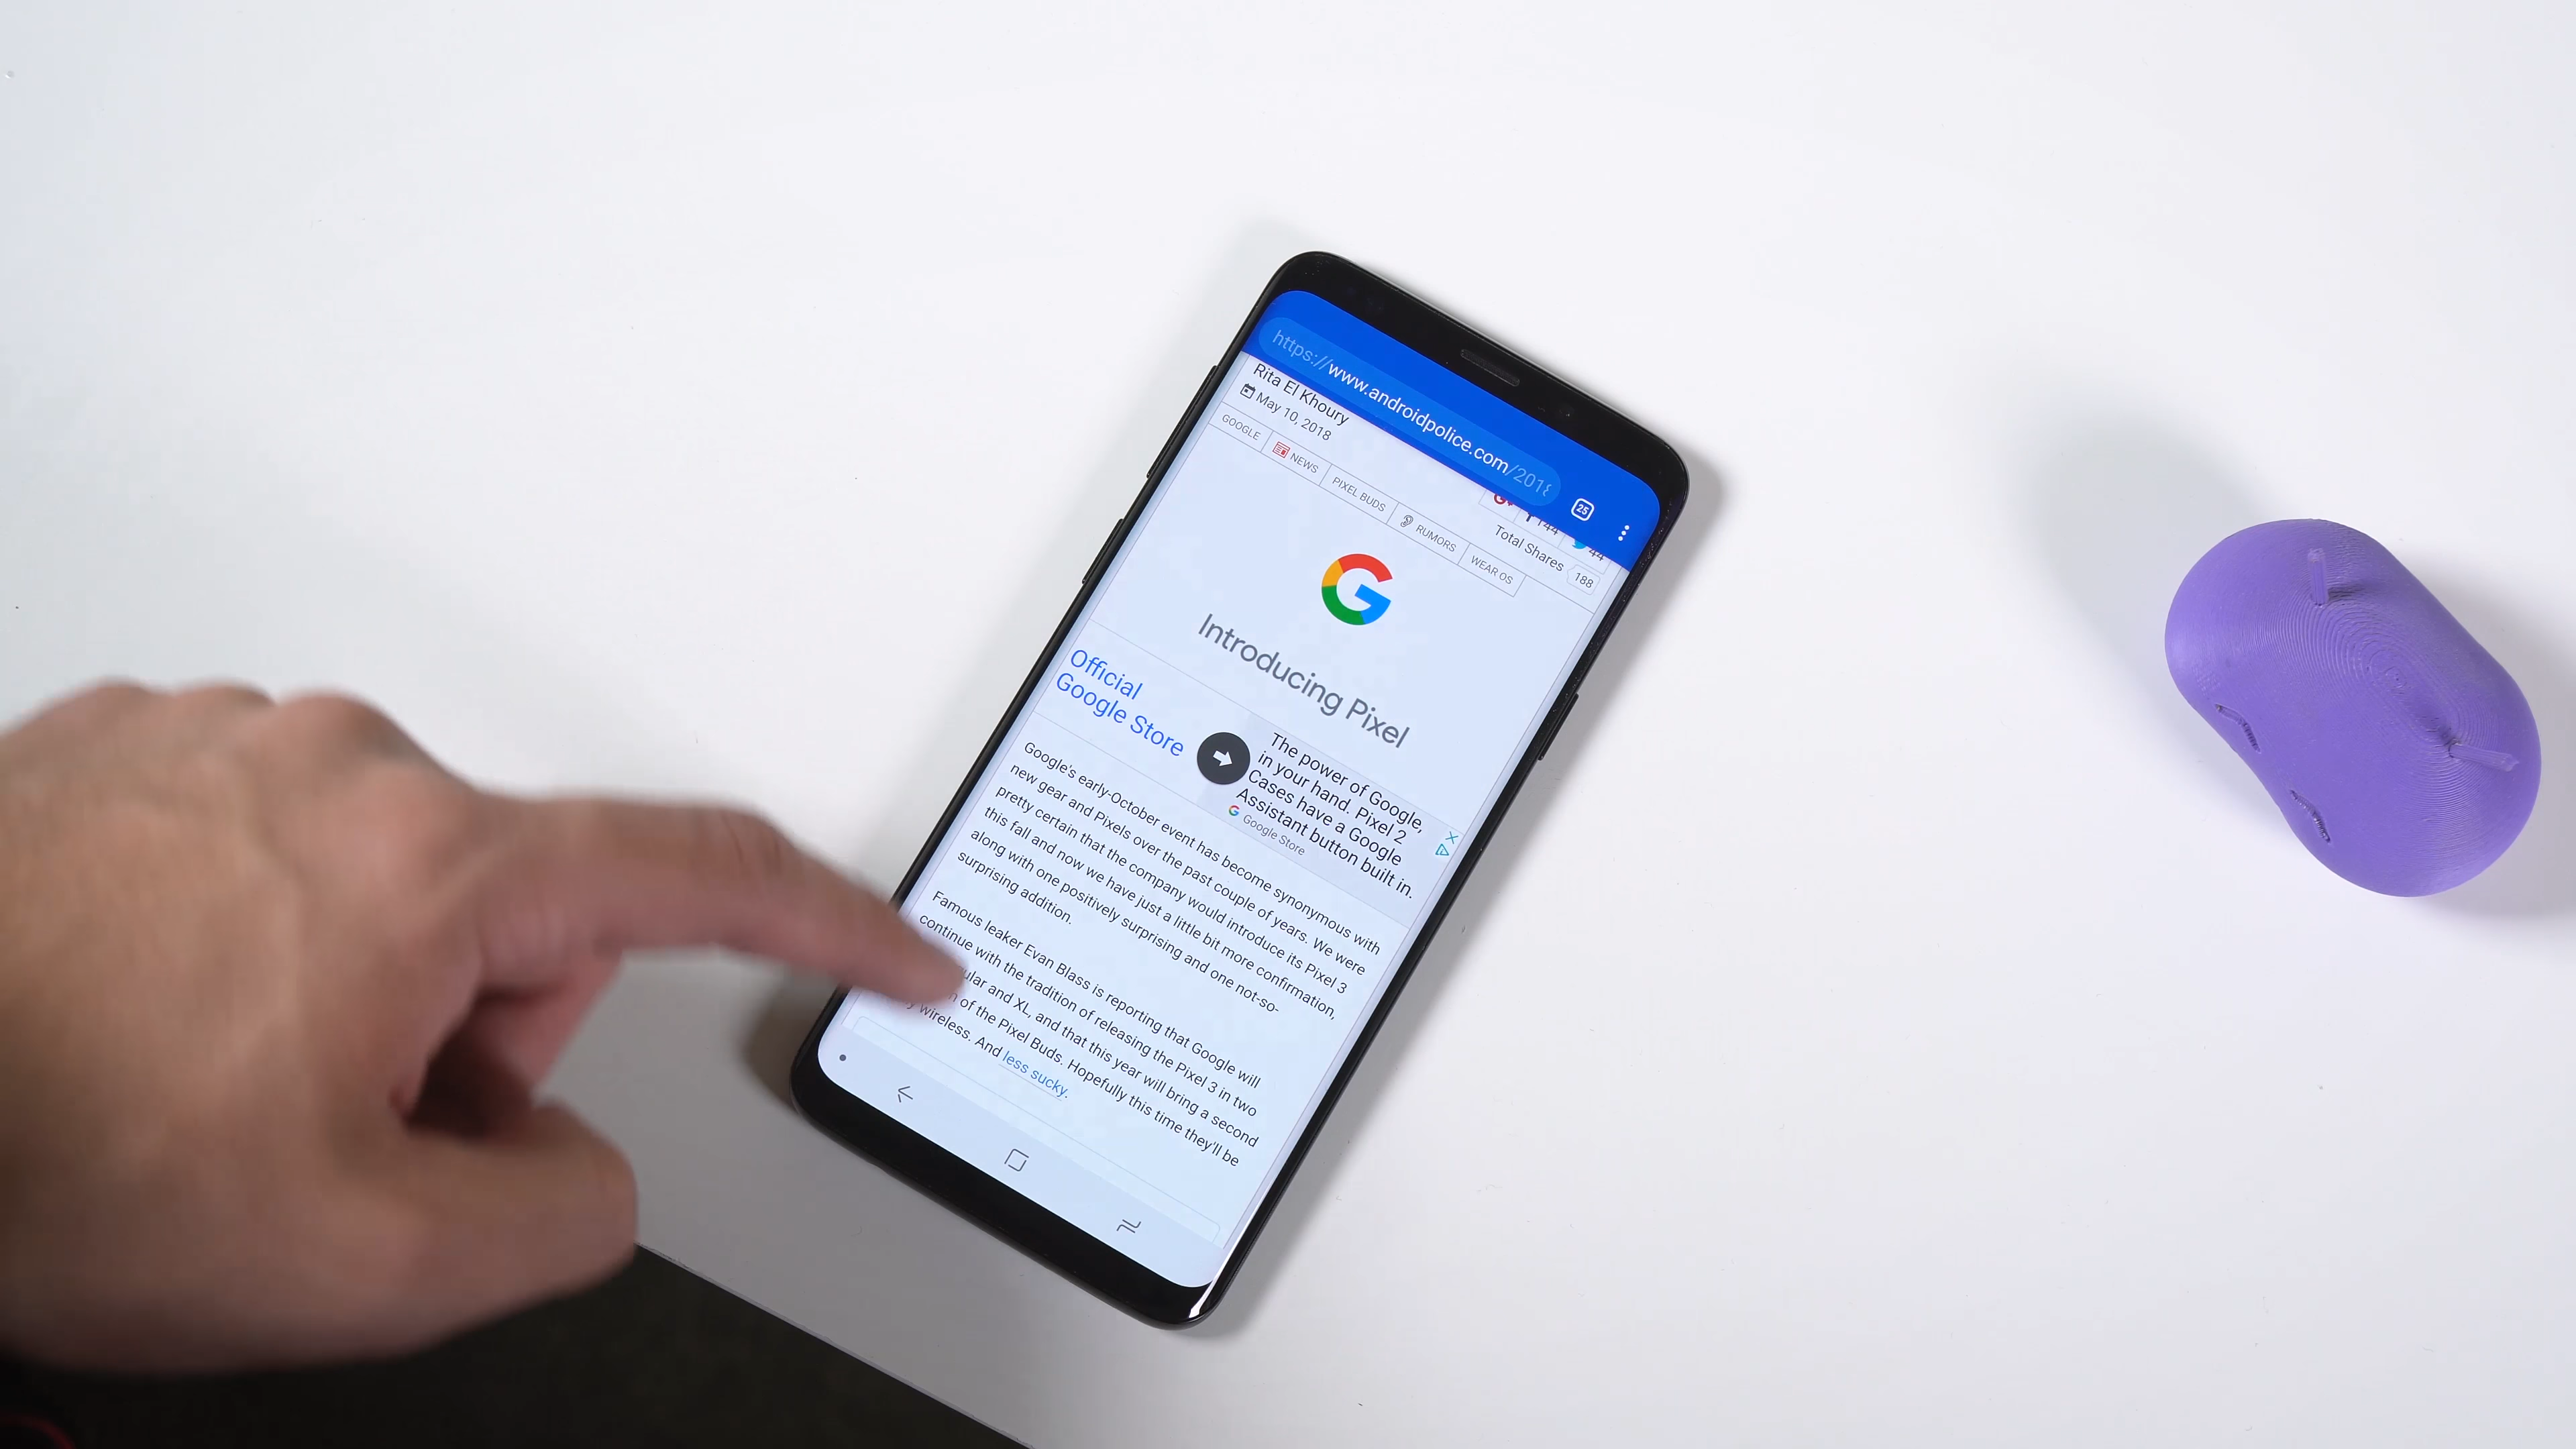 https://www.androidpolice.com/2018
25
Rita El Khoury
May 10, 2018
144
44
Total Shares 188
GOOGLE
NEWS
PIXEL BUDS
RUMORS
WEAR OS
G
Introducing Pixel
Official
Google Store
The power of Google,
in your hand. Pixel 2
Cases have a Google
Assistant button built in.
Google Store
Google's early-October event has become synonymous with
new gear and Pixels over the past couple of years. We were
pretty certain that the company would introduce its Pixel 3
this fall and now we have just a little bit more confirmation,
along with one positively surprising and one not-so-
surprising addition.
Famous leaker Evan Blass is reporting that Google will
continue with the tradition of releasing the Pixel 3 in two
and XL, and that this year will bring a second
of the Pixel Buds. Hopefully this time they'll be
wireless. And less sucky.